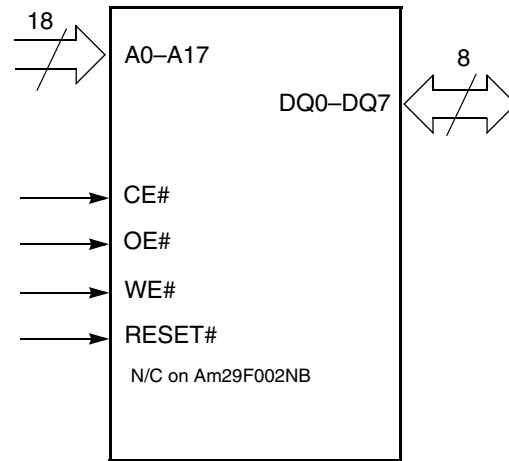 18
A0–A17
8
DQ0–DQ7
CE#
OE#
WE#
RESET#
N/C on Am29F002NB